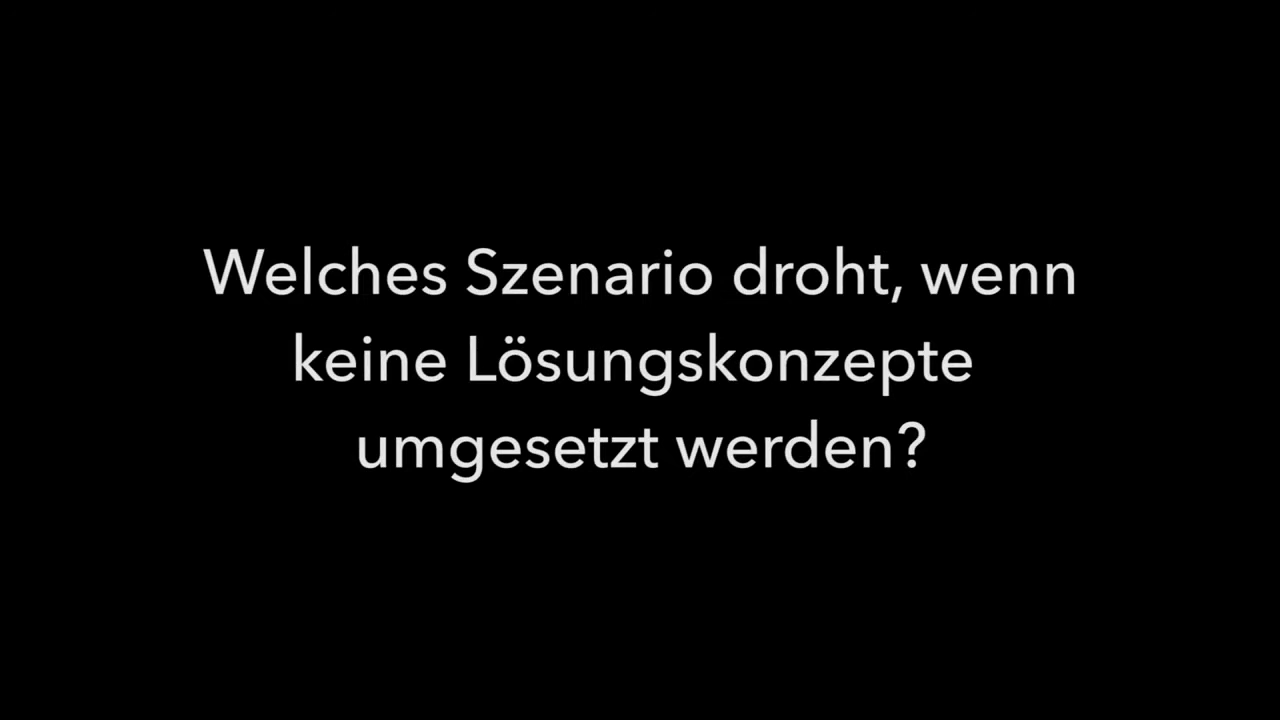 Welches Szenario droht, wenn
keine Lösungskonzepte
umgesetzt werden?